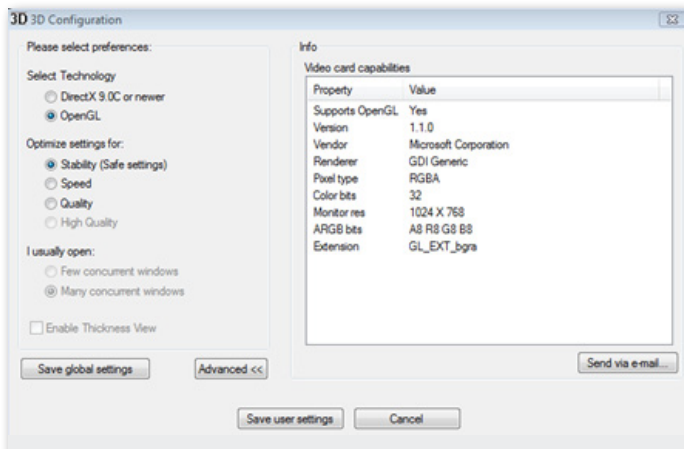 3D 3D Configuration
Please select preferences:
Select Technology
DirectX 9.0C or newer
OpenGL
Optimize settings for:
Stability (Safe settings)
Speed
Quality
High Quality
I usually open:
Few concurrent windows
Many concurrent windows
Enable Thickness View
Save global settings
Advanced <<
Info
Video card capabilities
Property Value
Supports OpenGL Yes
Version 1.1.0
Vendor Microsoft Corporation
Renderer GDI Generic
Pixel type RGBA
Color bits 32
Monitor res 1024 X 768
ARGB bits A8 R8 G8 B8
Extension GL_EXT_bgra
Send via e-mail...
Save user settings
Cancel